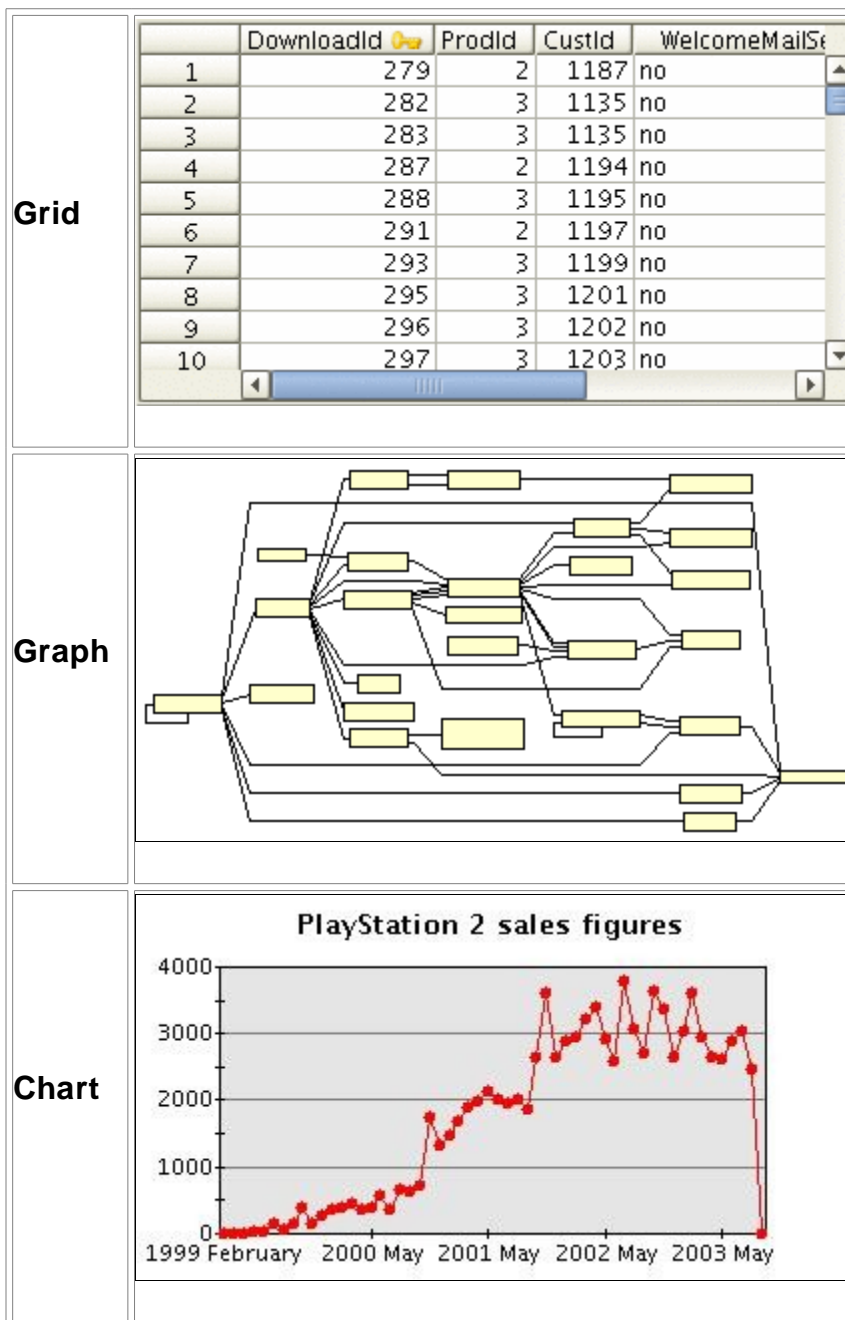 Grid
DownloadId ProdId CustId WelcomeMailSe
1 279 2 1187 no
2 282 3 1135 no
3 283 3 1135 no
4 287 2 1194 no
5 288 3 1195 no
6 291 2 1197 no
7 293 3 1199 no
8 295 3 1201 no
9 296 3 1202 no
10 297 3 1203 no
Graph
Chart
PlayStation 2 sales figures
4000
3000
2000
1000
0
1999 February 2000 May 2001 May 2002 May 2003 May